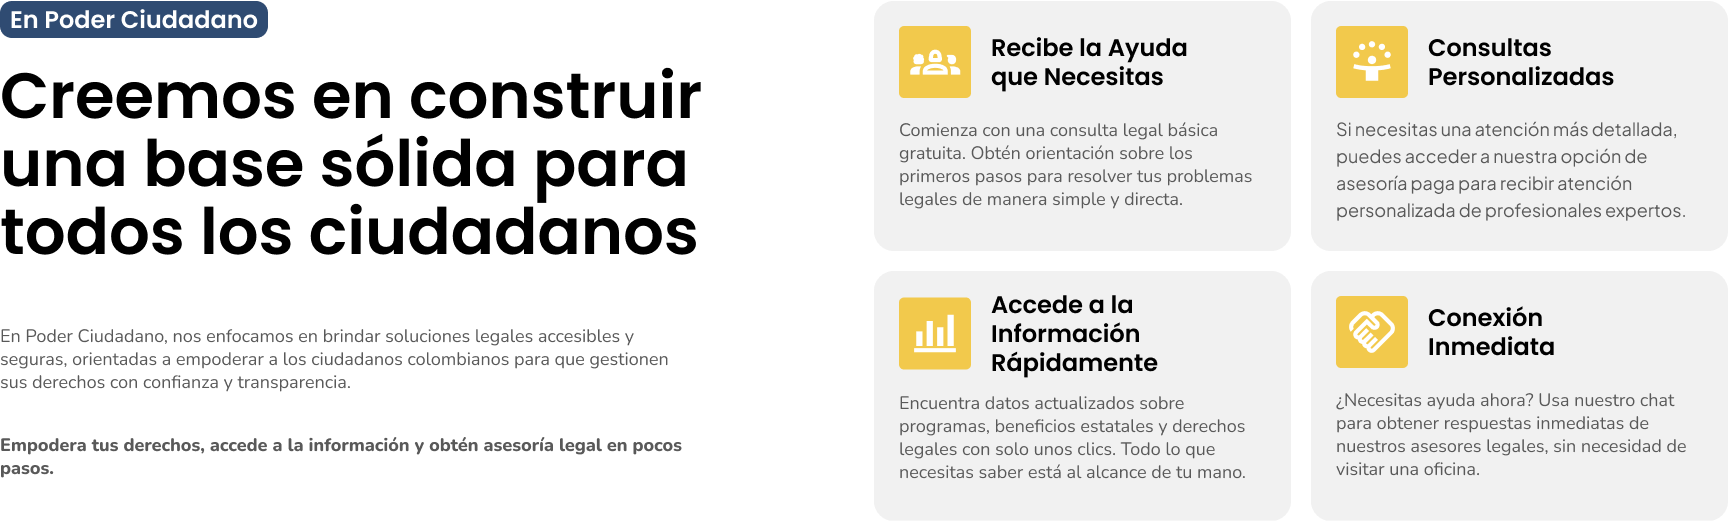 En Poder Ciudadano
Creemos en construir
una base sólida para
todos los ciudadanos
En Poder Ciudadano, nos enfocamos en brindar soluciones legales accesibles y
seguras, orientadas a empoderar a los ciudadanos colombianos para que gestionen
sus derechos con confianza y transparencia.
Empodera tus derechos, accede a la información y obtén asesoría legal en pocos
pasos.
Recibe la Ayuda
que Necesitas
Comienza con una consulta legal básica
gratuita. Obtén orientación sobre los
primeros pasos para resolver tus problemas
legales de manera simple y directa.
Consultas
Personalizadas
Si necesitas una atención más detallada,
puedes acceder a nuestra opción de
asesoría paga para recibir atención
personalizada de profesionales expertos.
Accede a la
Información
Rápidamente
Encuentra datos actualizados sobre
programas, beneficios estatales y derechos
legales con solo unos clics. Todo lo que
necesitas saber está al alcance de tu mano.
Conexión
Inmediata
¿Necesitas ayuda ahora? Usa nuestro chat
para obtener respuestas inmediatas de
nuestros asesores legales, sin necesidad de
visitar una oficina.